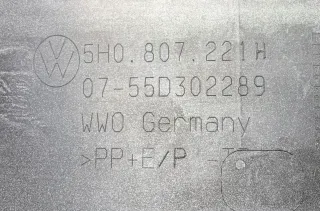 5H0.807.221H
07-55D302289
WWO Germany
>PP+E/P -T